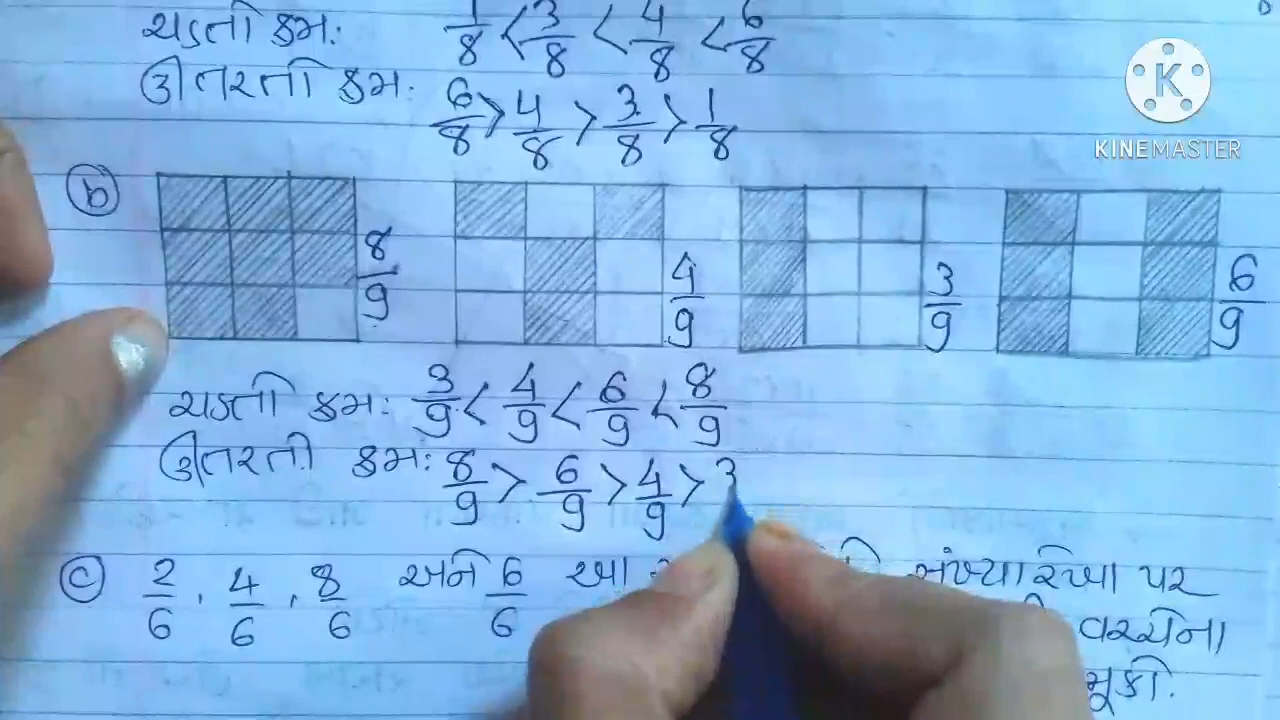 ચડતો ક્રમ: 1/8 < 3/8 < 4/8 < 6/8
ઊતરતો ક્રમ: 6/8 > 4/8 > 3/8 > 1/8
K
KINEMASTER
(b) 8/9 4/9 3/9 6/9
ચડતો ક્રમ: 3/9 < 4/9 < 6/9 < 8/9
ઊતરતો ક્રમ: 8/9 > 6/9 > 4/9 > 3
(c) 2/6, 4/6, 8/6 અને 6/6 આ સંખ્યારેખા પર
વચ્ચેના
મૂકો.